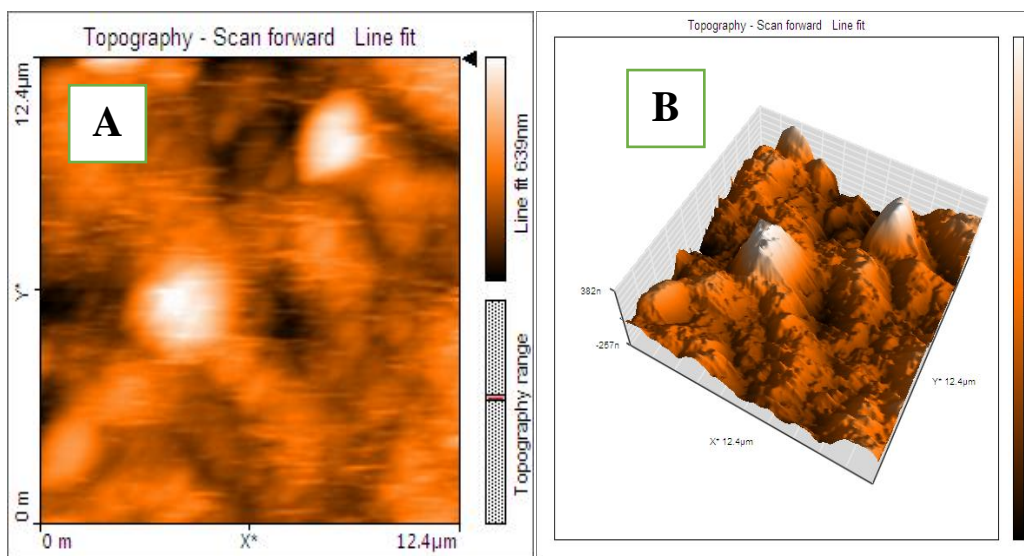 Topography - Scan forward Line fit
A
12.4µm
Y*
0 m
0 m
X*
12.4µm
Line fit 639nm
Topography range
Topography - Scan forward Line fit
B
382n
-257n
X* 12.4µm
Y* 12.4µm